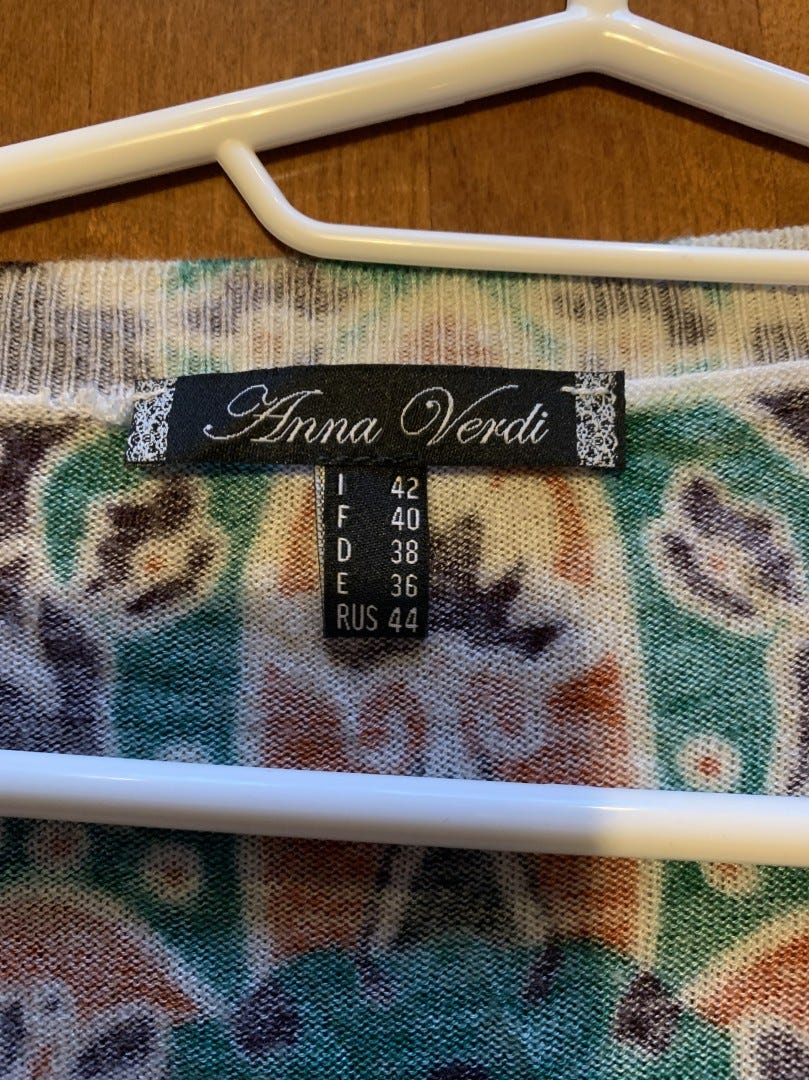 Anna Verdi
I 42
F 40
D 38
E 36
RUS 44